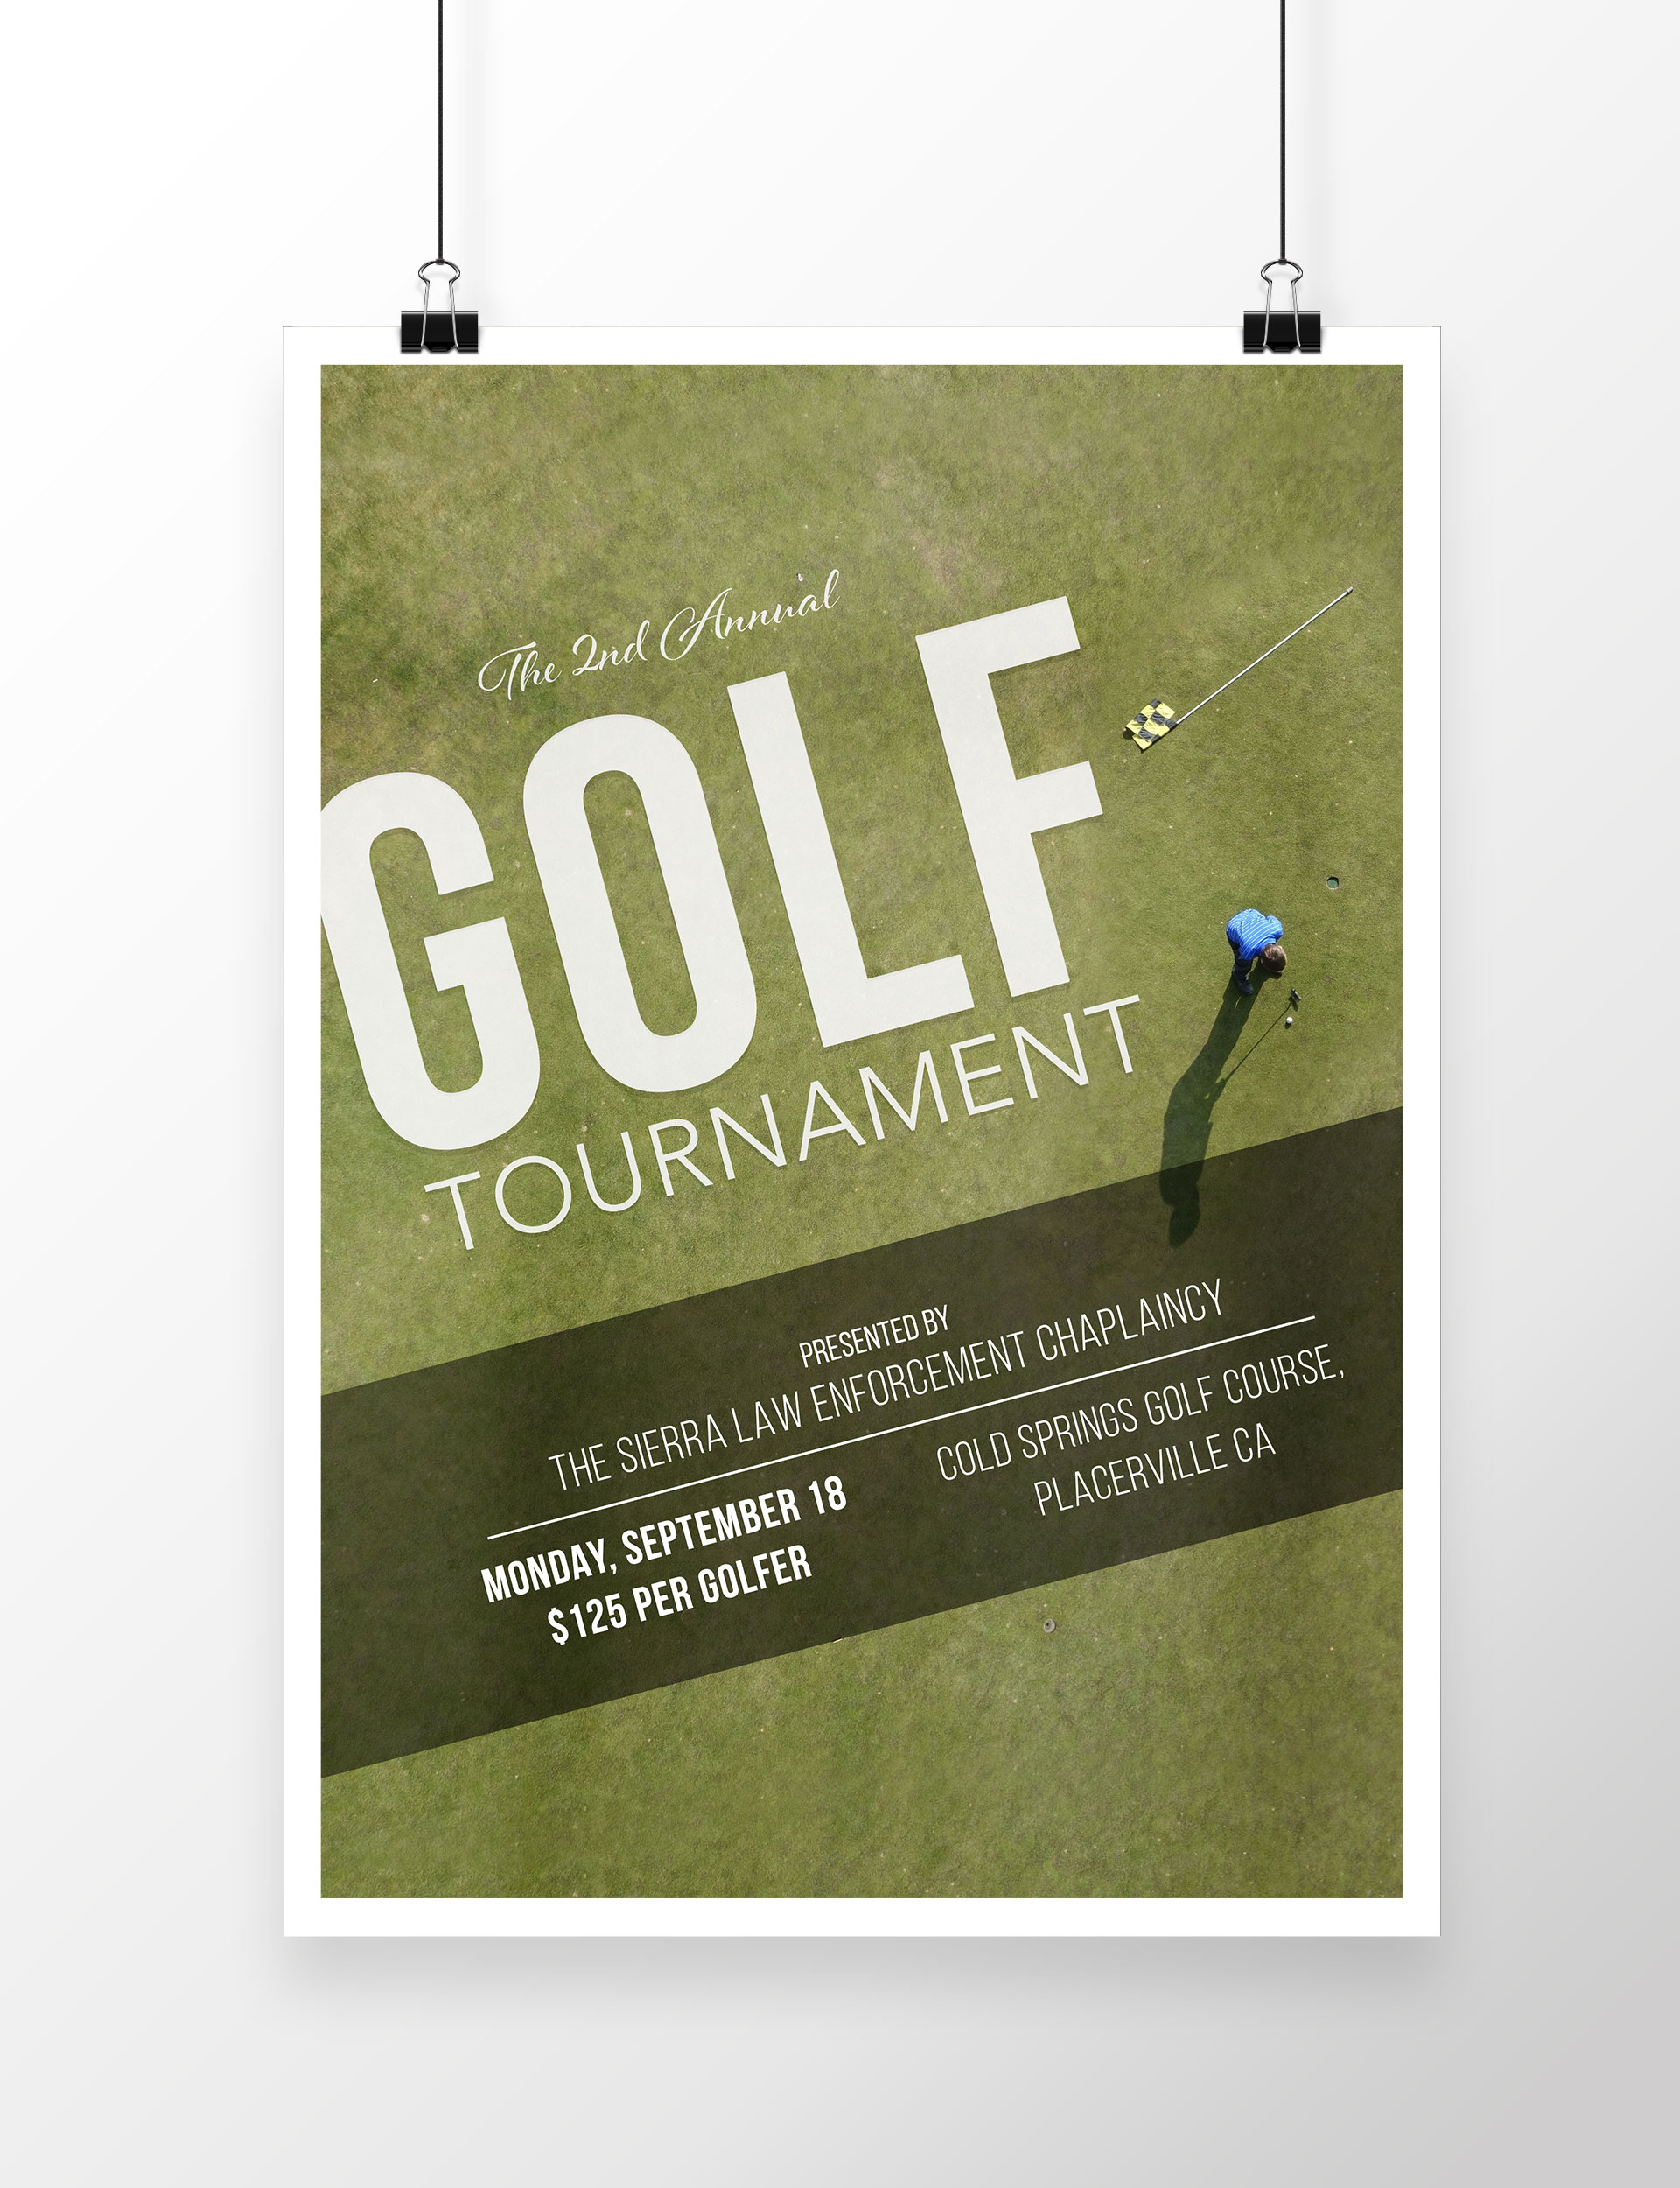 The 2nd Annual
GOLF
TOURNAMENT
PRESENTED BY
THE SIERRA LAW ENFORCEMENT CHAPLAINCY
MONDAY, SEPTEMBER 18
$125 PER GOLFER
COLD SPRINGS GOLF COURSE,
PLACERVILLE CA